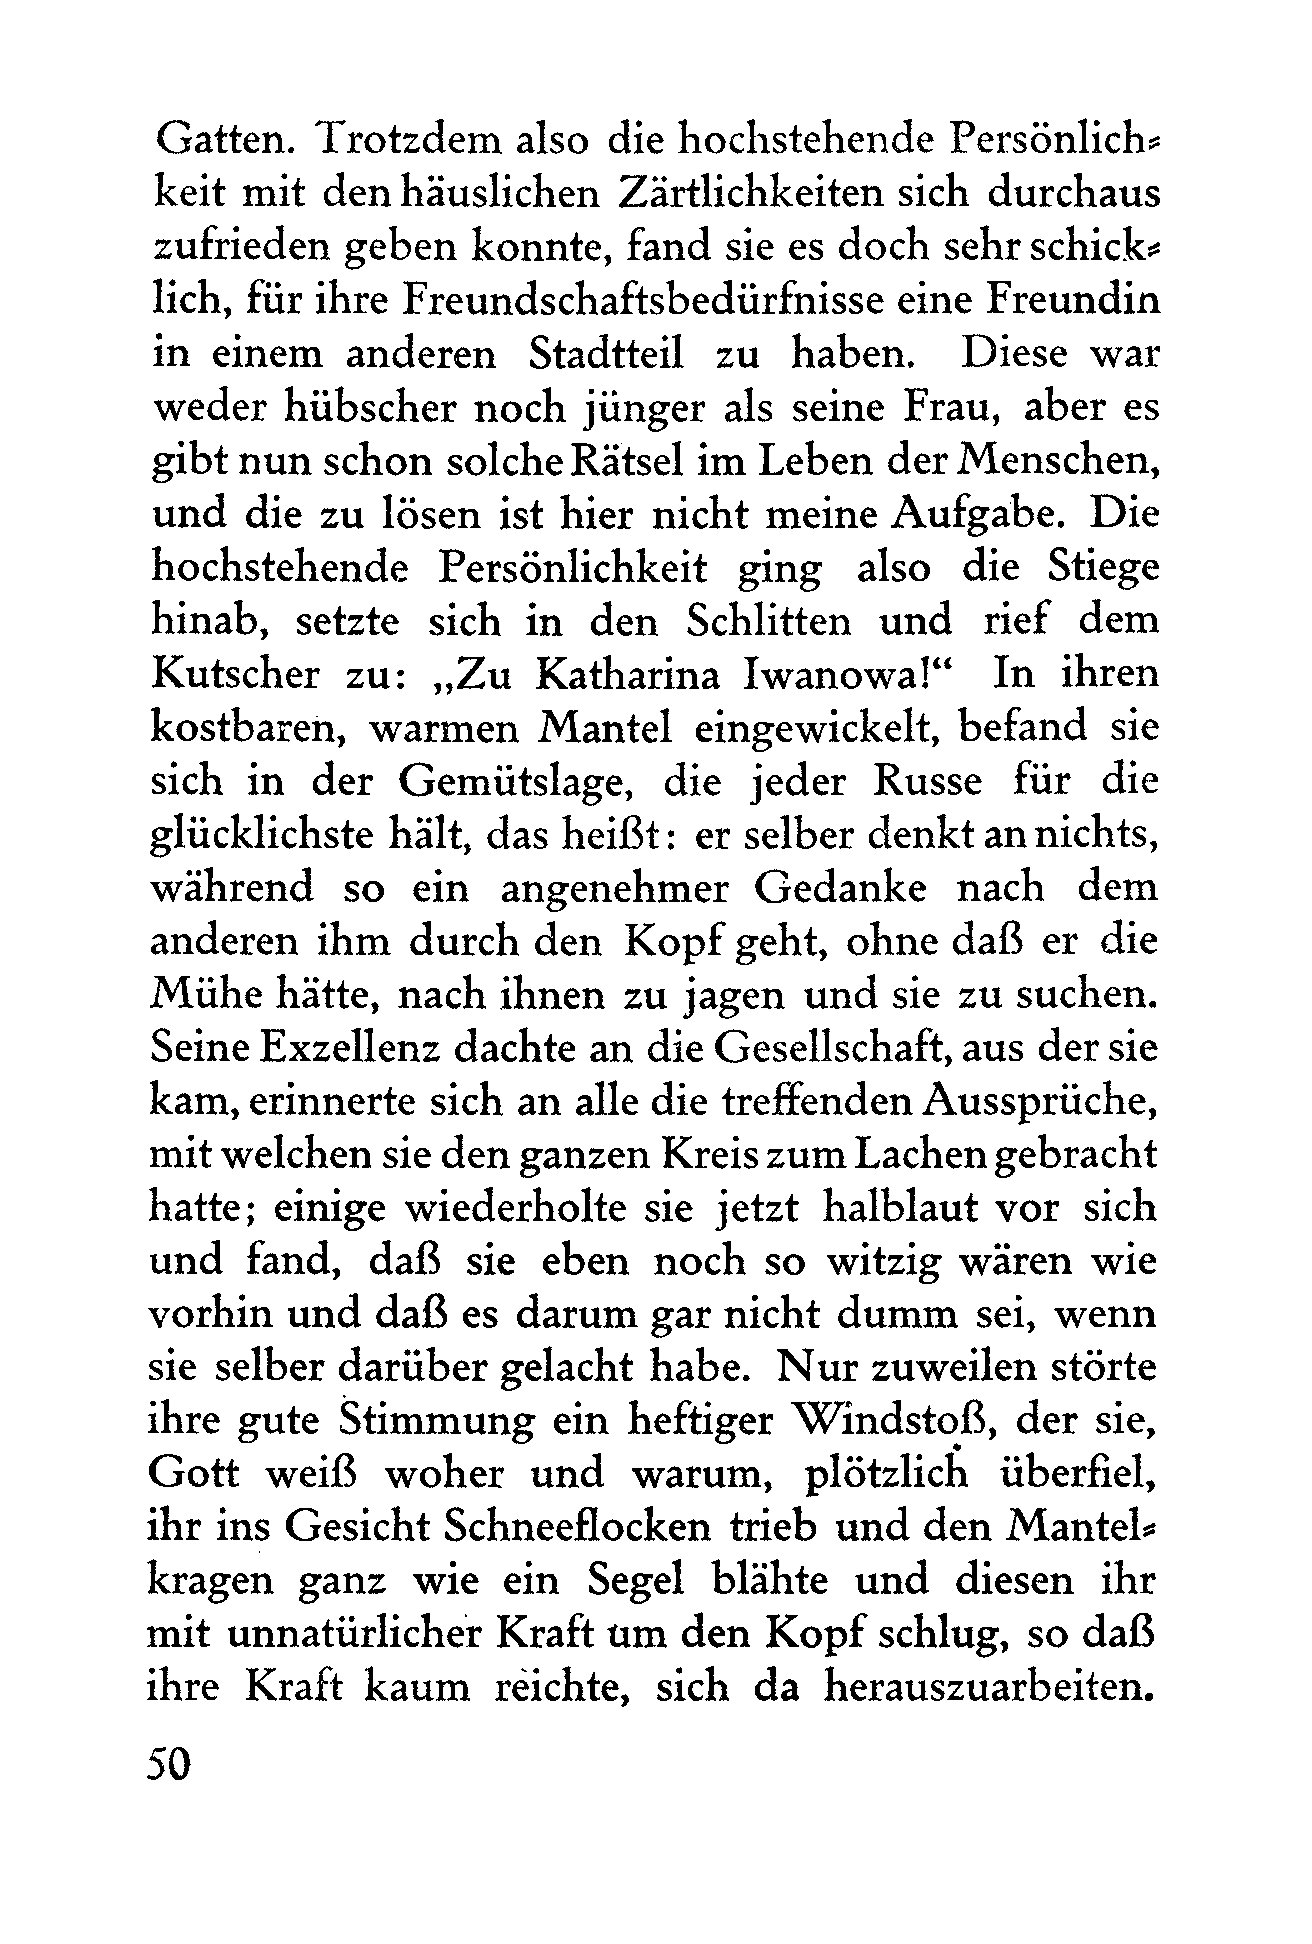 Gatten. Trotzdem also die hochstehende Persönlich⸗
keit mit den häuslichen Zärtlichkeiten sich durchaus
zufrieden geben konnte, fand sie es doch sehr schick⸗
lich, für ihre Freundschaftsbedürfnisse eine Freundin
in einem anderen Stadtteil zu haben. Diese war
weder hübscher noch jünger als seine Frau, aber es
gibt nun schon solche Rätsel im Leben der Menschen,
und die zu lösen ist hier nicht meine Aufgabe. Die
hochstehende Persönlichkeit ging also die Stiege
hinab, setzte sich in den Schlitten und rief dem
Kutscher zu: „Zu Katharina Iwanowa!“ In ihren
kostbaren, warmen Mantel eingewickelt, befand sie
sich in der Gemütslage, die jeder Russe für die
glücklichste hält, das heißt: er selber denkt an nichts,
während so ein angenehmer Gedanke nach dem
anderen ihm durch den Kopf geht, ohne daß er die
Mühe hätte, nach ihnen zu jagen und sie zu suchen.
Seine Exzellenz dachte an die Gesellschaft, aus der sie
kam, erinnerte sich an alle die treffenden Aussprüche,
mit welchen sie den ganzen Kreis zum Lachen gebracht
hatte; einige wiederholte sie jetzt halblaut vor sich
und fand, daß sie eben noch so witzig wären wie
vorhin und daß es darum gar nicht dumm sei, wenn
sie selber darüber gelacht habe. Nur zuweilen störte
ihre gute Stimmung ein heftiger Windstoß, der sie,
Gott weiß woher und warum, plötzlich überfiel,
ihr ins Gesicht Schneeflocken trieb und den Mantel⸗
kragen ganz wie ein Segel blähte und diesen ihr
mit unnatürlicher Kraft um den Kopf schlug, so daß
ihre Kraft kaum reichte, sich da herauszuarbeiten.
50